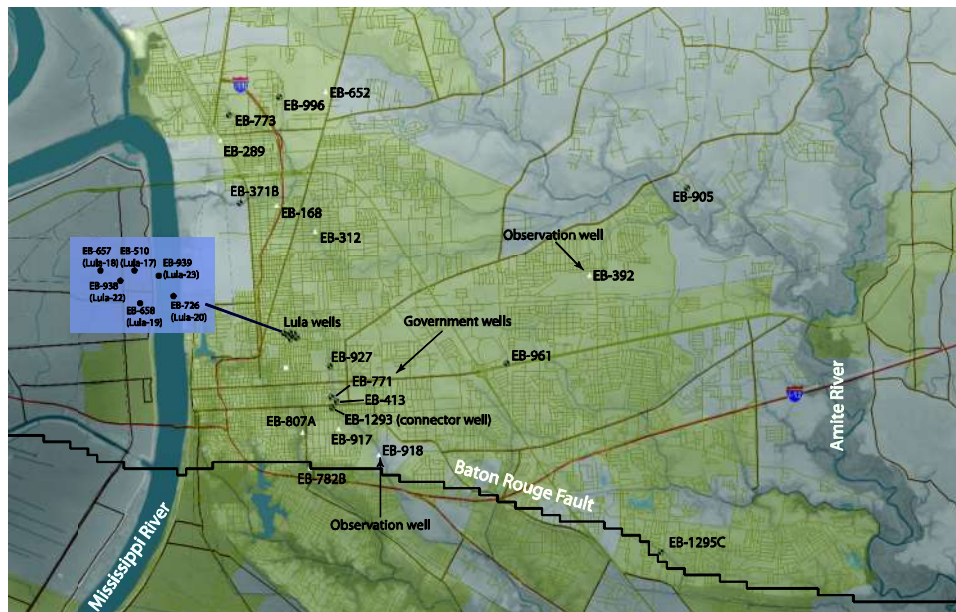 110
EB-996
EB-652
EB-773
EB-289
EB-371B
EB-168
EB-905
EB-312
Observation well
EB-392
EB-657
(Lula-18)
EB-510
(Lula-17)
EB-939
(Lula-23)
EB-938
(Lula-22)
EB-658
(Lula-19)
EB-726
(Lula-20)
Lula wells
Government wells
EB-927
EB-961
EB-771
EB-413
EB-1293 (connector well)
EB-807A
EB-917
EB-918
EB-782B
Observation well
Baton Rouge Fault
EB-1295C
Mississippi River
Amite River